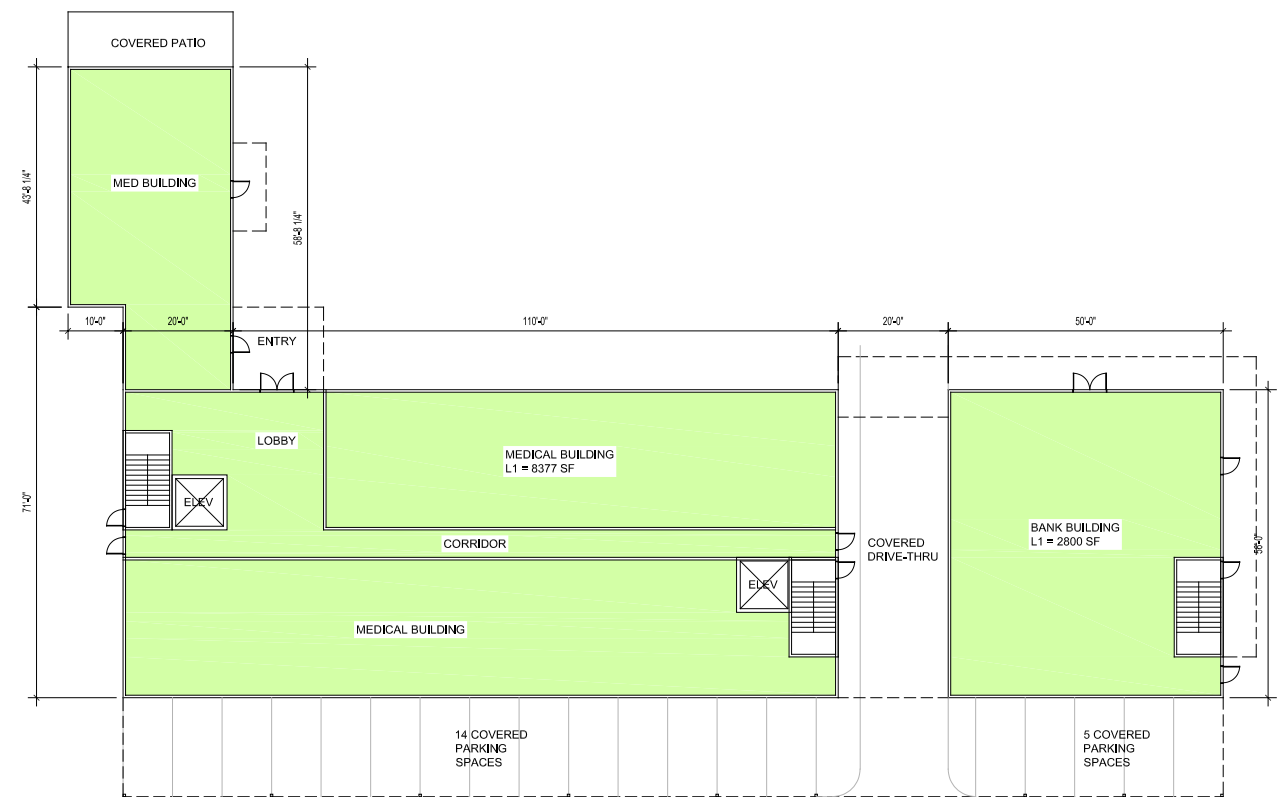 COVERED PATIO
MED BUILDING
43'-8 1/4"
58'-8 1/4"
10'-0"
20'-0"
110'-0"
20'-0"
50'-0"
ENTRY
LOBBY
MEDICAL BUILDING
L1 = 8377 SF
ELEV
71'-0"
CORRIDOR
COVERED
DRIVE-THRU
BANK BUILDING
L1 = 2800 SF
56'-0"
ELEV
MEDICAL BUILDING
14 COVERED
PARKING
SPACES
5 COVERED
PARKING
SPACES